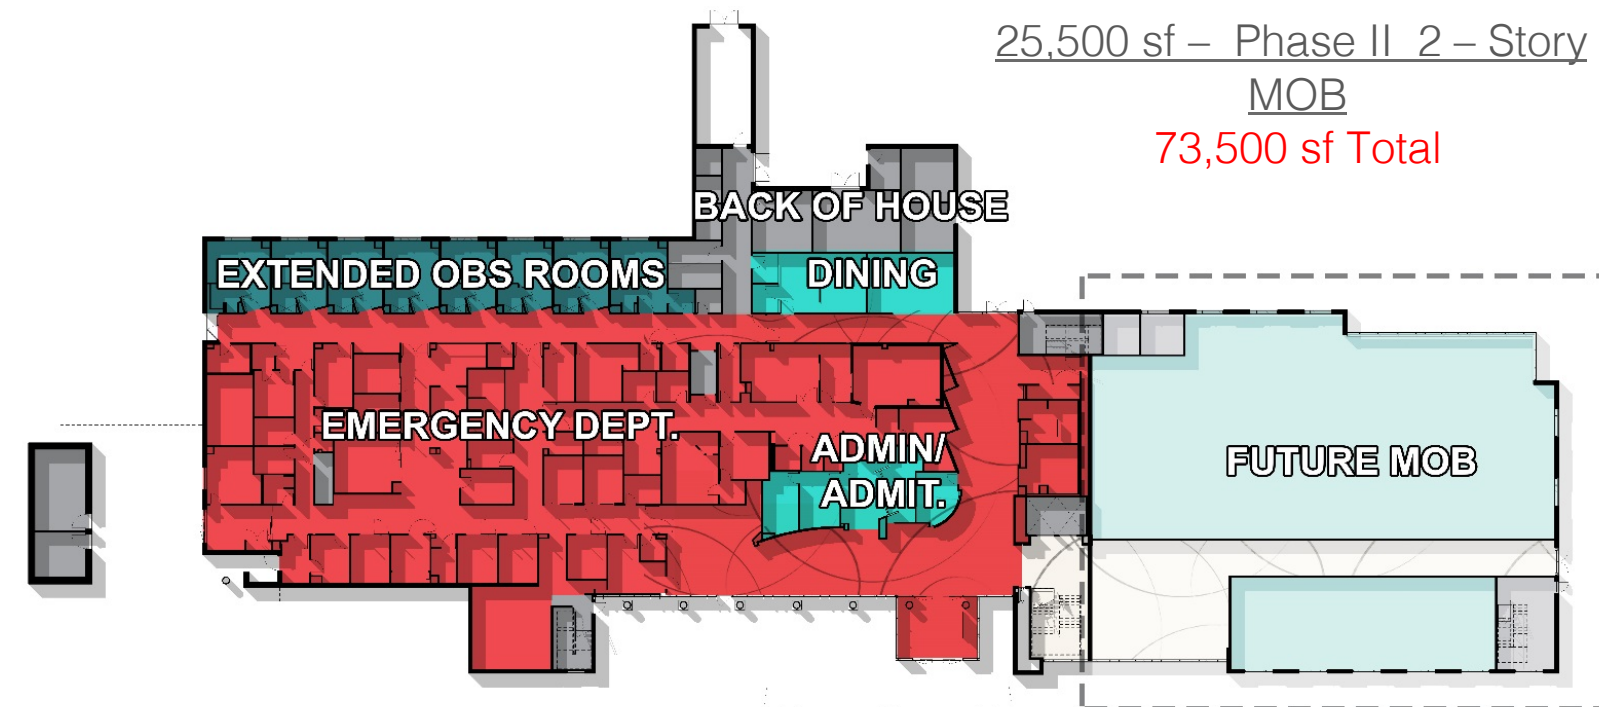 25,500 sf – Phase II 2 – Story
MOB
73,500 sf Total
BACK OF HOUSE
EXTENDED OBS ROOMS
DINING
EMERGENCY DEPT.
ADMIN/
ADMIT.
FUTURE MOB